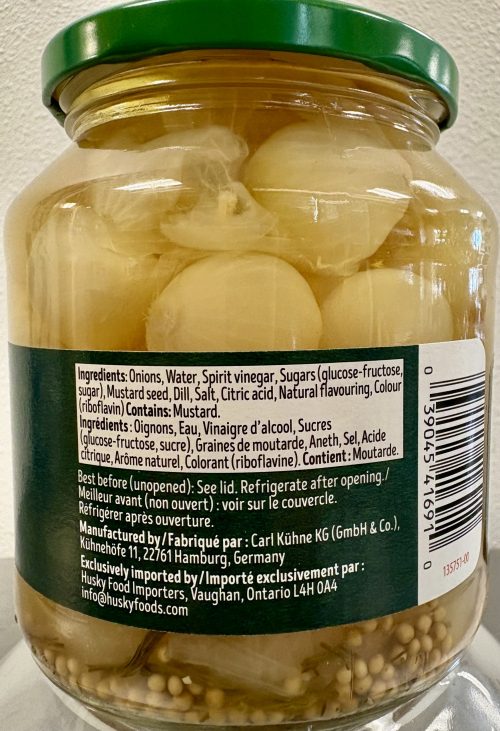 Ingredients: Onions, Water, Spirit vinegar, Sugars (glucose-fructose,
sugar), Mustard seed, Dill, Salt, Citric acid, Natural flavouring, Colour
(riboflavin) Contains: Mustard.
Ingrédients: Oignons, Eau, Vinaigre d'alcool, Sucres
(glucose-fructose, sucre), Graines de moutarde, Aneth, Sel, Acide
citrique, Arôme naturel, Colorant (riboflavine). Contient: Moutarde.
Best before (unopened): See lid. Refrigerate after opening./
Meilleur avant (non ouvert) : voir sur le couvercle.
Réfrigérer après ouverture.
Manufactured by/Fabriqué par : Carl Kühne KG (GmbH & Co.),
Kühnehöfe 11, 22761 Hamburg, Germany
Exclusively imported by/Importé exclusivement par :
Husky Food Importers, Vaughan, Ontario L4H 0A4
info@huskyfoods.com
0 39045 41691 0
135751-00